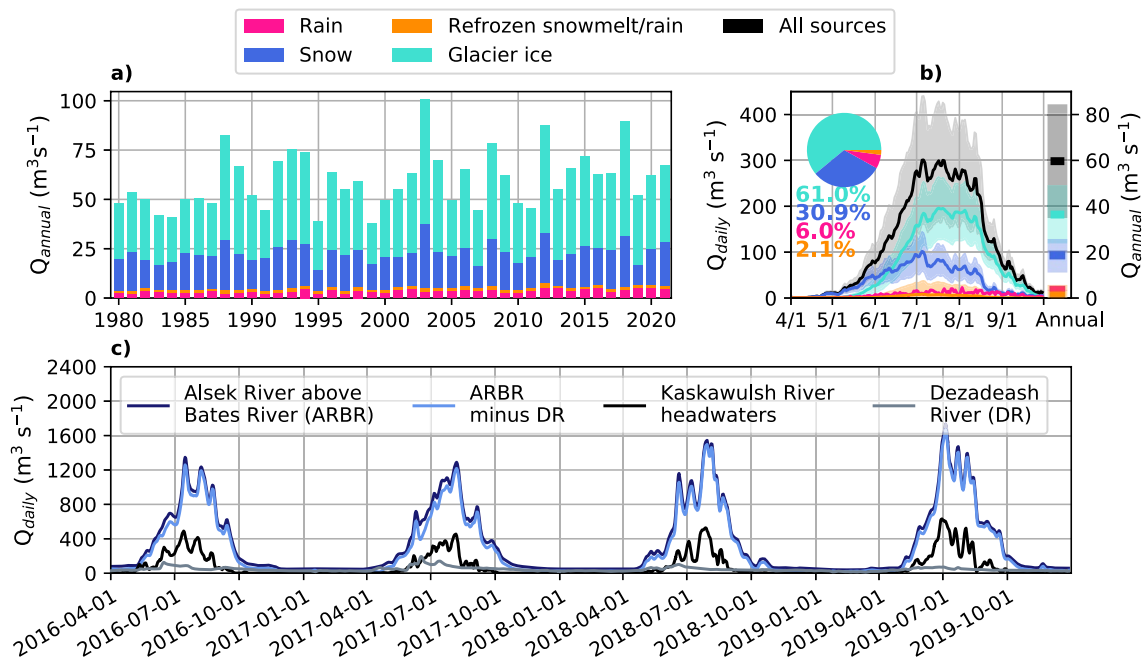 Rain
Refrozen snowmelt/rain
All sources
Snow
Glacier ice
a)
Q_annual (m³ s⁻¹)
100
75
50
25
0
1980 1985 1990 1995 2000 2005 2010 2015 2020
b)
Q_daily (m³ s⁻¹)
400
300
200
100
0
61.0%
30.9%
6.0%
2.1%
4/1 5/1 6/1 7/1 8/1 9/1 Annual
80
60
40
20
0
Q_annual (m³ s⁻¹)
c)
Q_daily (m³ s⁻¹)
2400
2000
1600
1200
800
400
0
Alsek River above
Bates River (ARBR)
ARBR
minus DR
Kaskawulsh River
headwaters
Dezadeash
River (DR)
2016-04-01
2016-07-01
2016-10-01
2017-01-01
2017-04-01
2017-07-01
2017-10-01
2018-01-01
2018-04-01
2018-07-01
2018-10-01
2019-01-01
2019-04-01
2019-07-01
2019-10-01